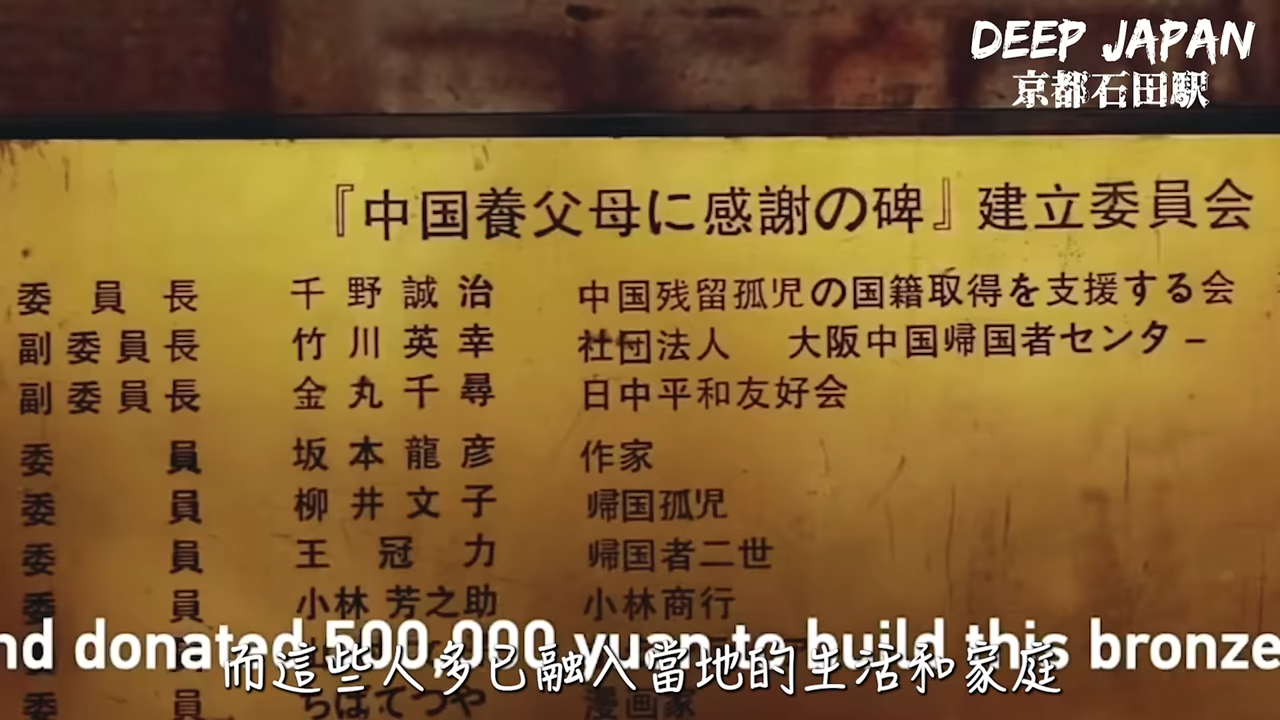 DEEP JAPAN
京都石田駅
『中国養父母に感謝の碑』建立委員会
委員長 千野誠治 中国残留孤児の国籍取得を支援する会
副委員長 竹川英幸 社団法人 大阪中国帰国者センター
副委員長 金丸千尋 日中平和友好会
委員 坂本龍彦 作家
委員 柳井文子 帰国孤児
委員 王冠力 帰国者二世
委員 小林芳之助 小林商行
nd donated 500,000 yuan to build this bronze
而這些人多已融入當地的生活和家庭
委員 ちばてつや 漫画家